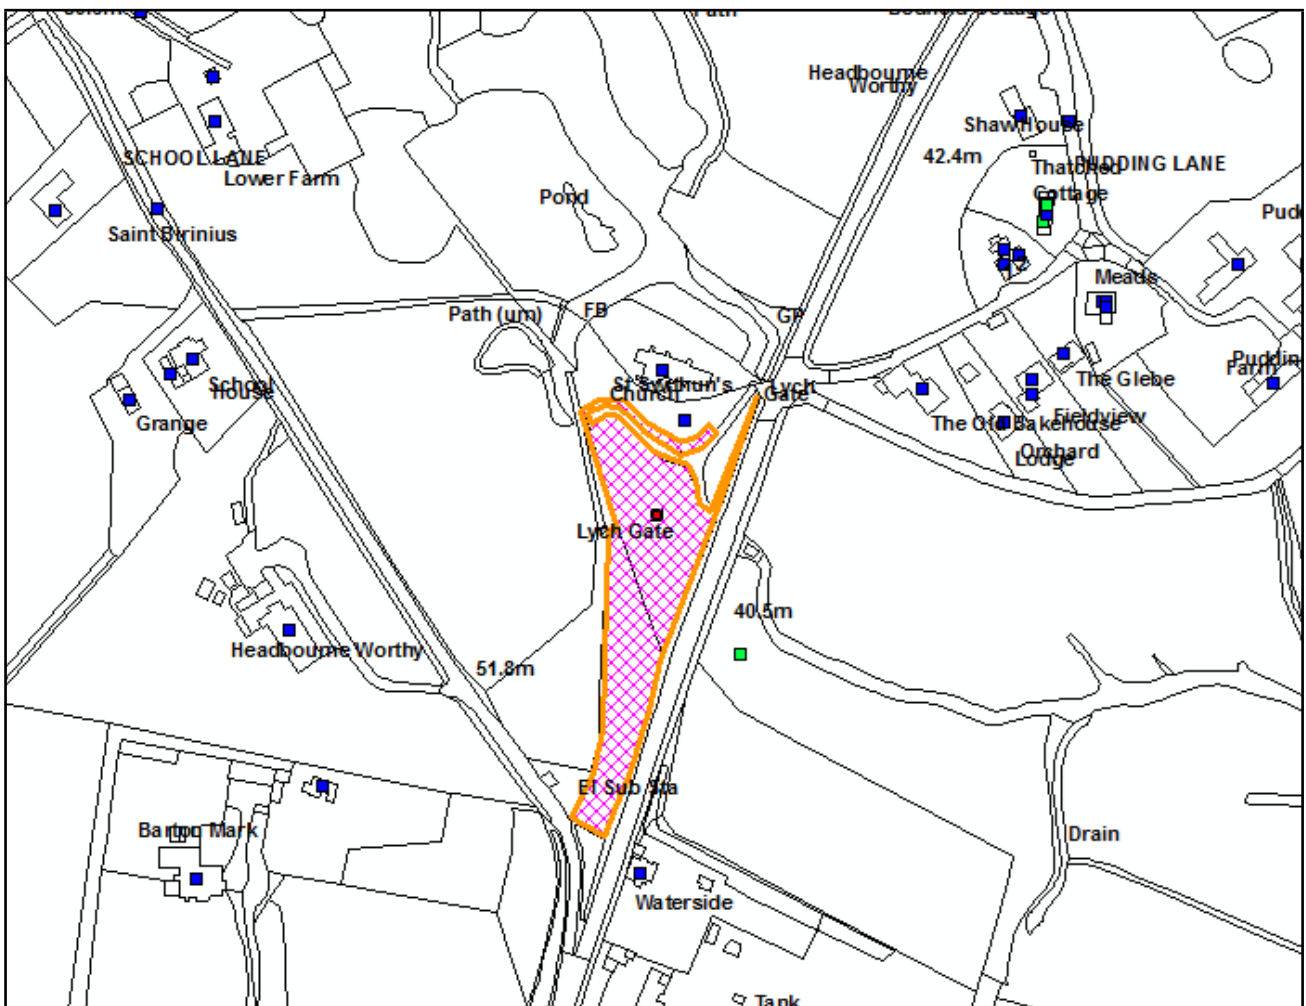 Path
Headbourne
Worthy
Shaw House
42.4m
PUDDING LANE
Thatched
Cottage
SCHOOL LANE
Lower Farm
Pond
Saint Birinius
Meads
Path (um)
FB
GP
School
House
Grange
St Swithun's
Church
Lych
Gate
The Glebe
Farm
The Old Bakehouse
Fieldview
Orchard
Lodge
Lych Gate
40.5m
Headbourne Worthy
51.8m
El Sub Sta
Barton Mark
Drain
Waterside
Tank